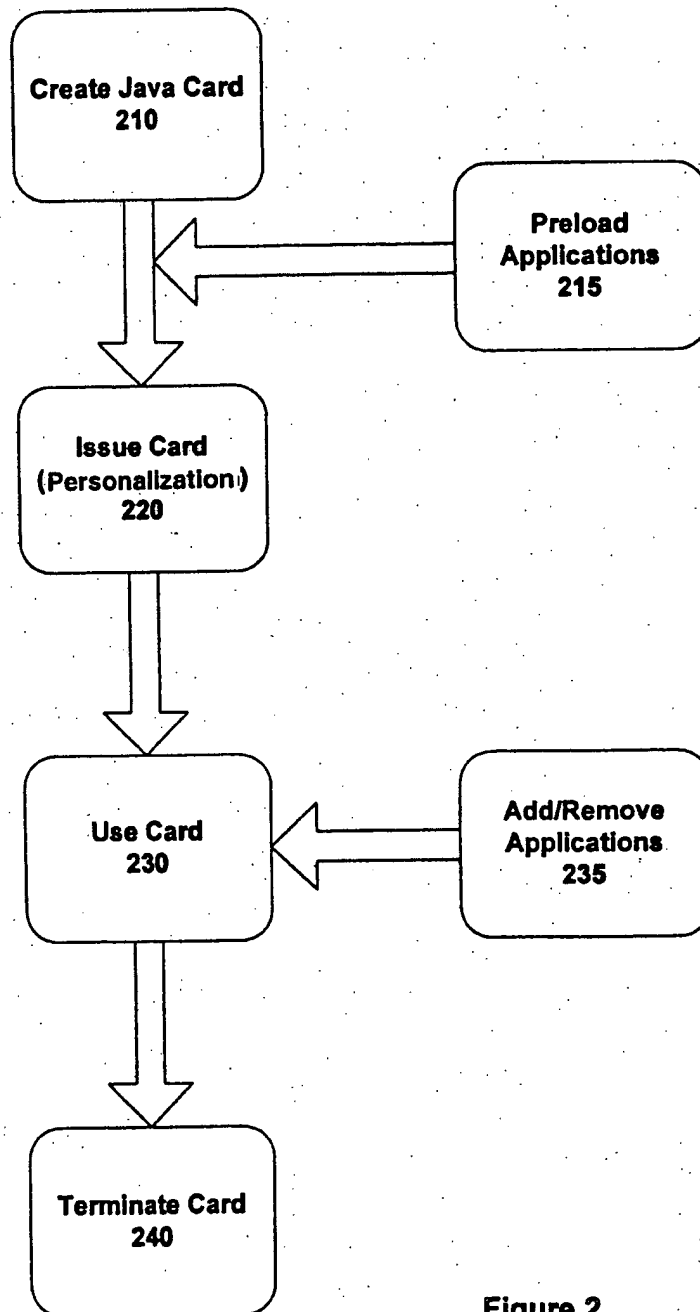 Create Java Card
210
Preload
Applications
215
Issue Card
(Personalization)
220
Use Card
230
Add/Remove
Applications
235
Terminate Card
240
Figure 2